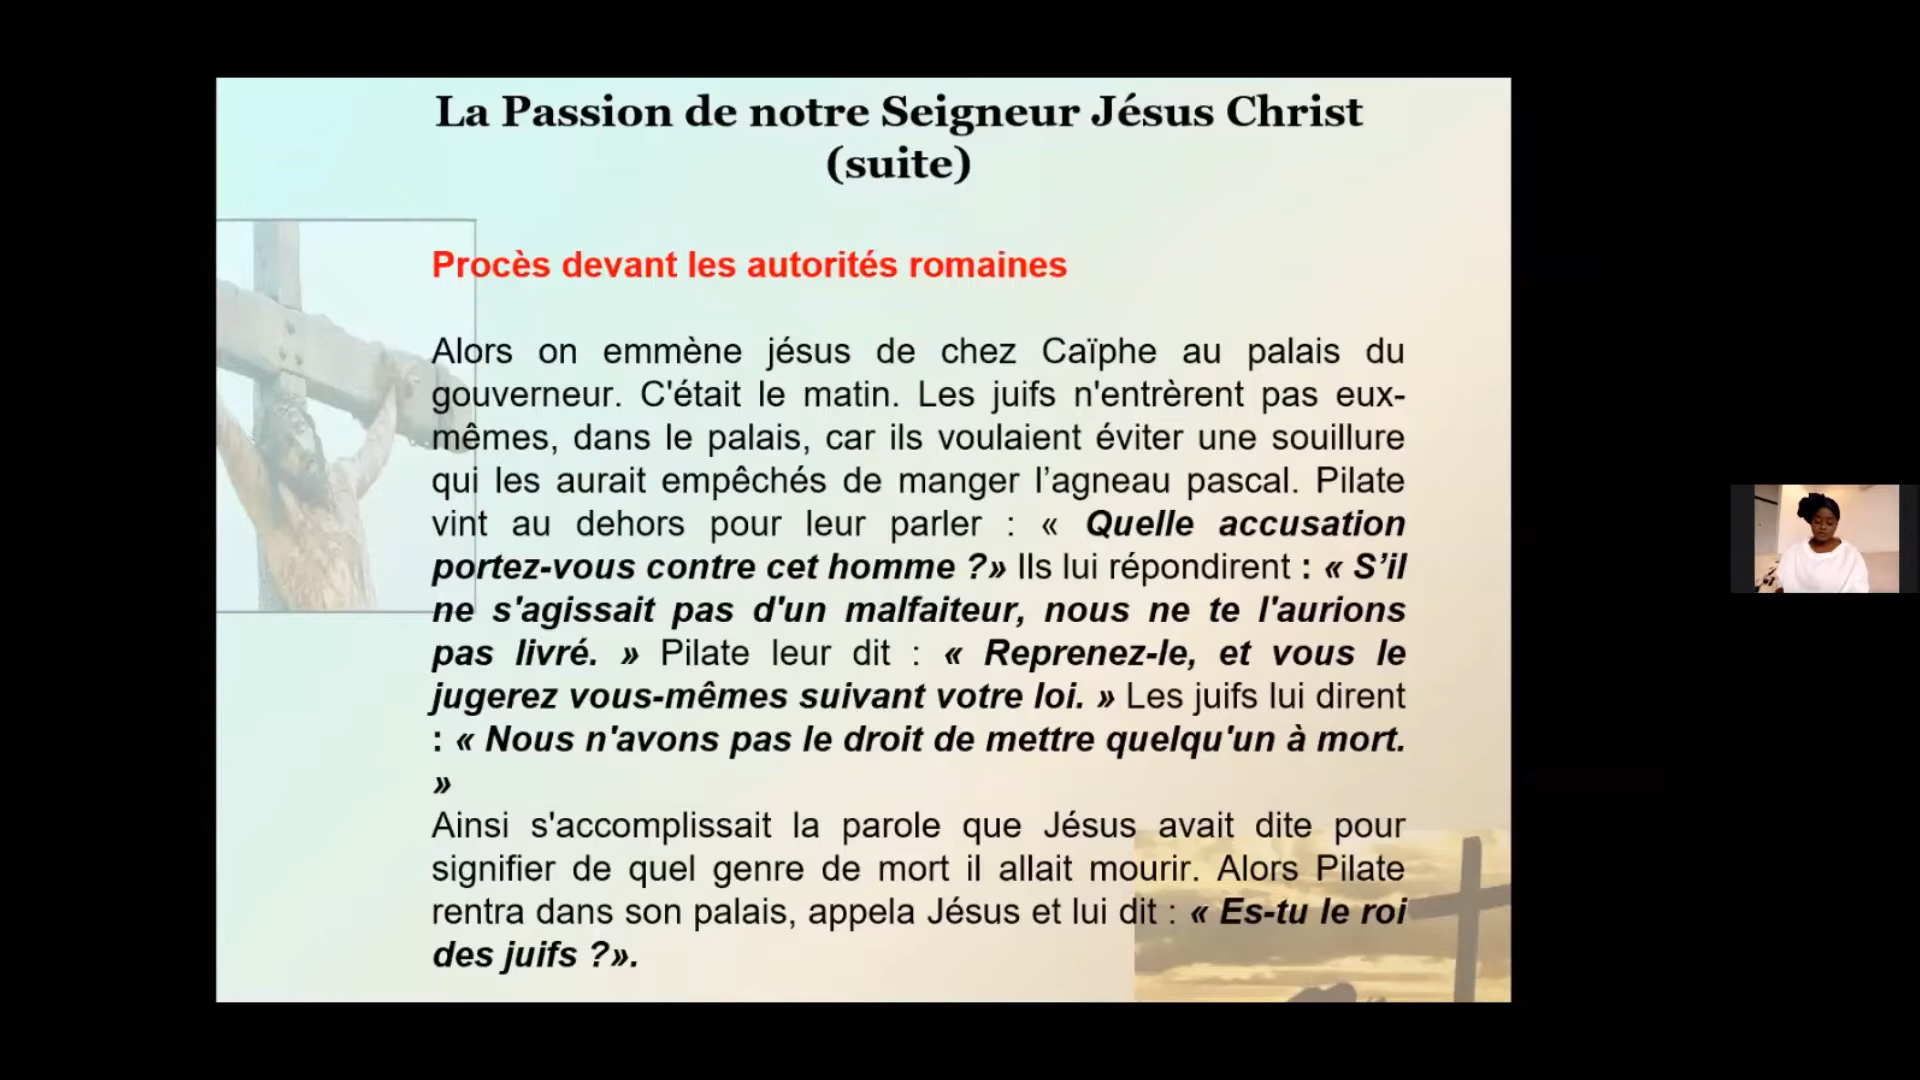 La Passion de notre Seigneur Jésus Christ
(suite)
Procès devant les autorités romaines
Alors on emmène jésus de chez Caïphe au palais du
gouverneur. C'était le matin. Les juifs n'entrèrent pas eux-
mêmes, dans le palais, car ils voulaient éviter une souillure
qui les aurait empêchés de manger l’agneau pascal. Pilate
vint au dehors pour leur parler : « Quelle accusation
portez-vous contre cet homme ?» Ils lui répondirent : « S’il
ne s'agissait pas d'un malfaiteur, nous ne te l'aurions
pas livré. » Pilate leur dit : « Reprenez-le, et vous le
jugerez vous-mêmes suivant votre loi. » Les juifs lui dirent
: « Nous n'avons pas le droit de mettre quelqu'un à mort.
»
Ainsi s'accomplissait la parole que Jésus avait dite pour
signifier de quel genre de mort il allait mourir. Alors Pilate
rentra dans son palais, appela Jésus et lui dit : « Es-tu le roi
des juifs ?».